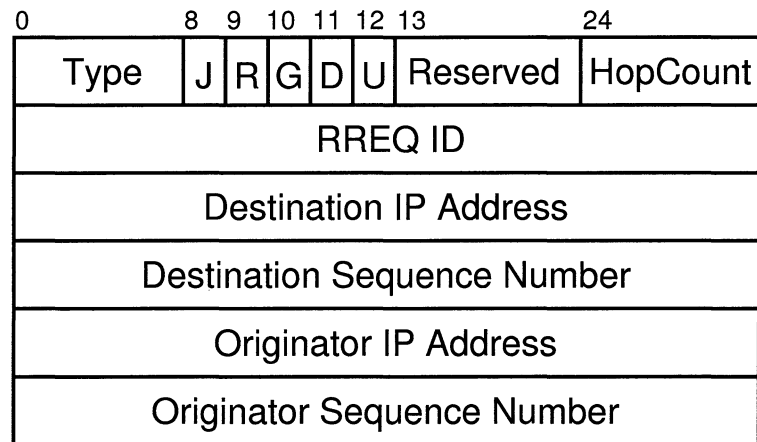 0 8 9 10 11 12 13 24
Type J R G D U Reserved HopCount
RREQ ID
Destination IP Address
Destination Sequence Number
Originator IP Address
Originator Sequence Number